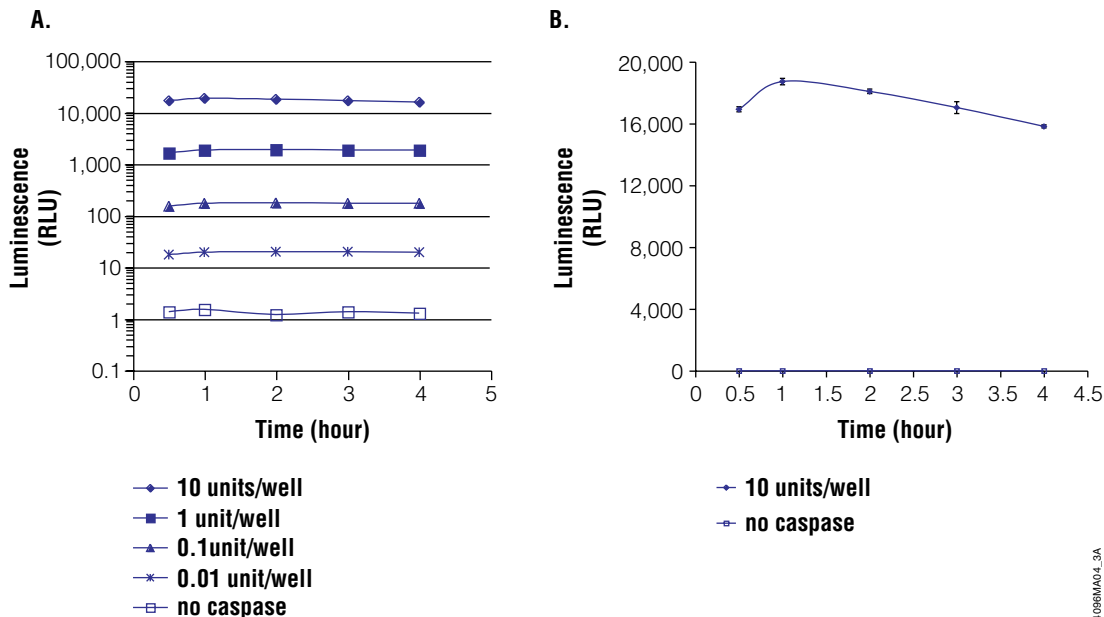 A.
100,000
10,000
1,000
100
10
1
0.1
Luminescence
(RLU)
0
1
2
3
4
5
Time (hour)
10 units/well
1 unit/well
0.1unit/well
0.01 unit/well
no caspase
B.
20,000
16,000
12,000
8,000
4,000
0
Luminescence
(RLU)
0
0.5
1
1.5
2
2.5
3
3.5
4
4.5
Time (hour)
10 units/well
no caspase
4096MA04_3A